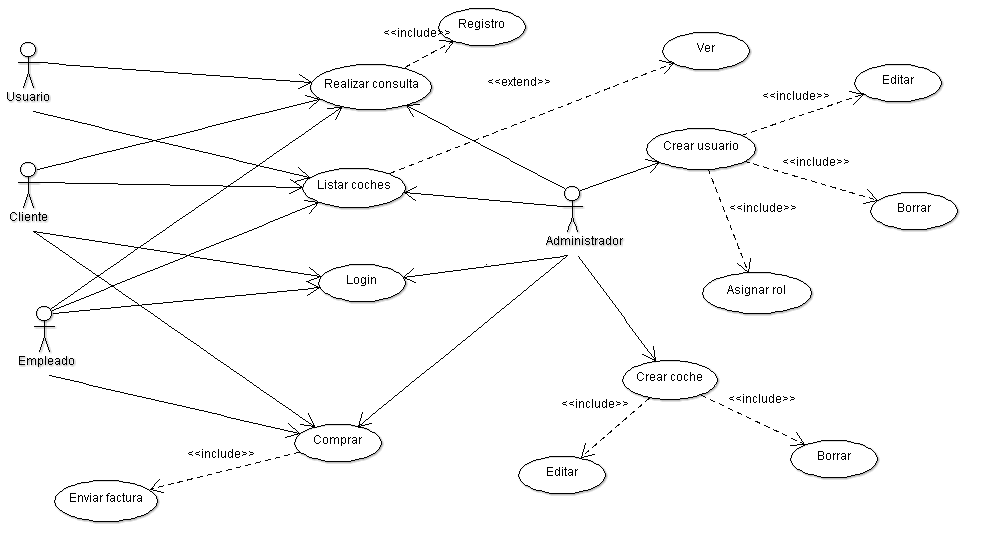 Registro
<<include>>
Ver
Usuario
Realizar consulta
<<extend>>
Editar
<<include>>
Crear usuario
<<include>>
Cliente
Listar coches
<<include>>
Borrar
Administrador
Login
Asignar rol
Empleado
Crear coche
<<include>>
<<include>>
Comprar
<<include>>
Editar
Borrar
Enviar factura